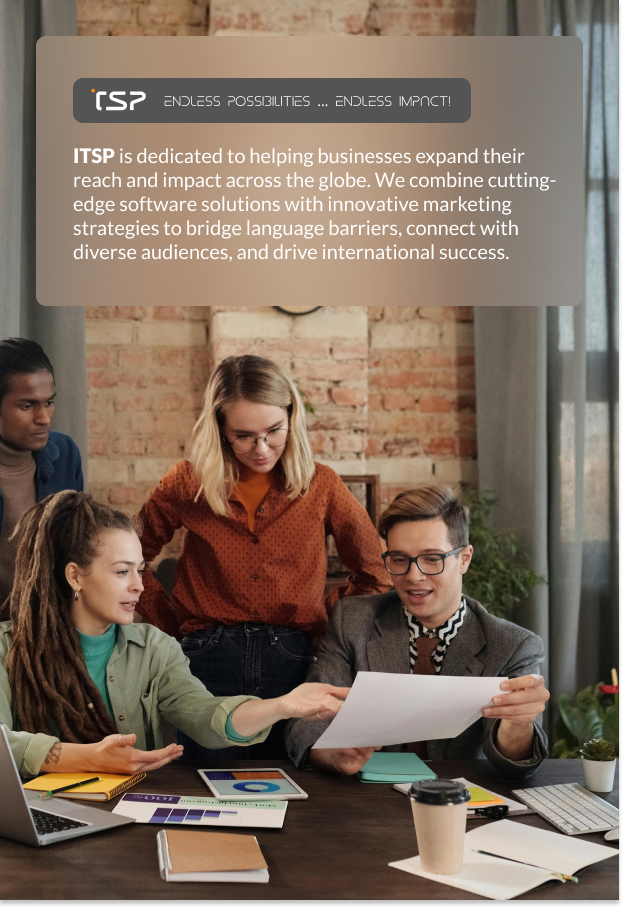 ITSP ENDLESS POSSIBILITIES ... ENDLESS IMPACT!
ITSP is dedicated to helping businesses expand their
reach and impact across the globe. We combine cutting-
edge software solutions with innovative marketing
strategies to bridge language barriers, connect with
diverse audiences, and drive international success.